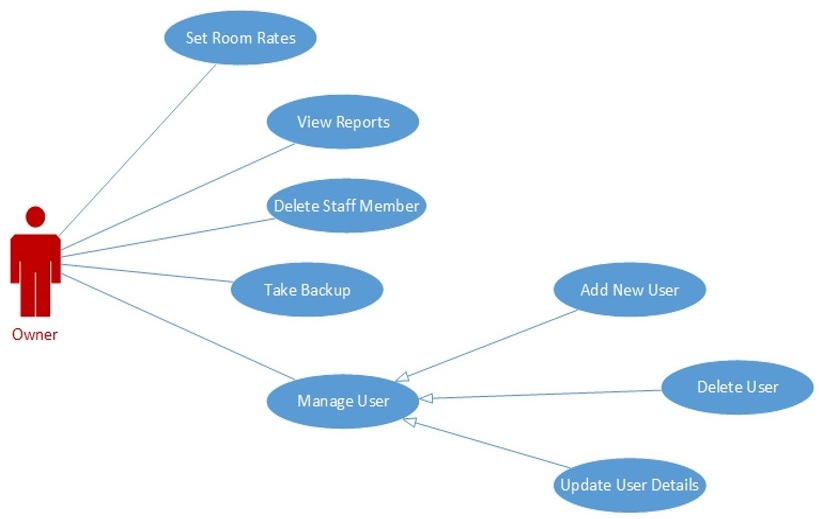 Set Room Rates
View Reports
Delete Staff Member
Take Backup
Add New User
Owner
Delete User
Manage User
Update User Details